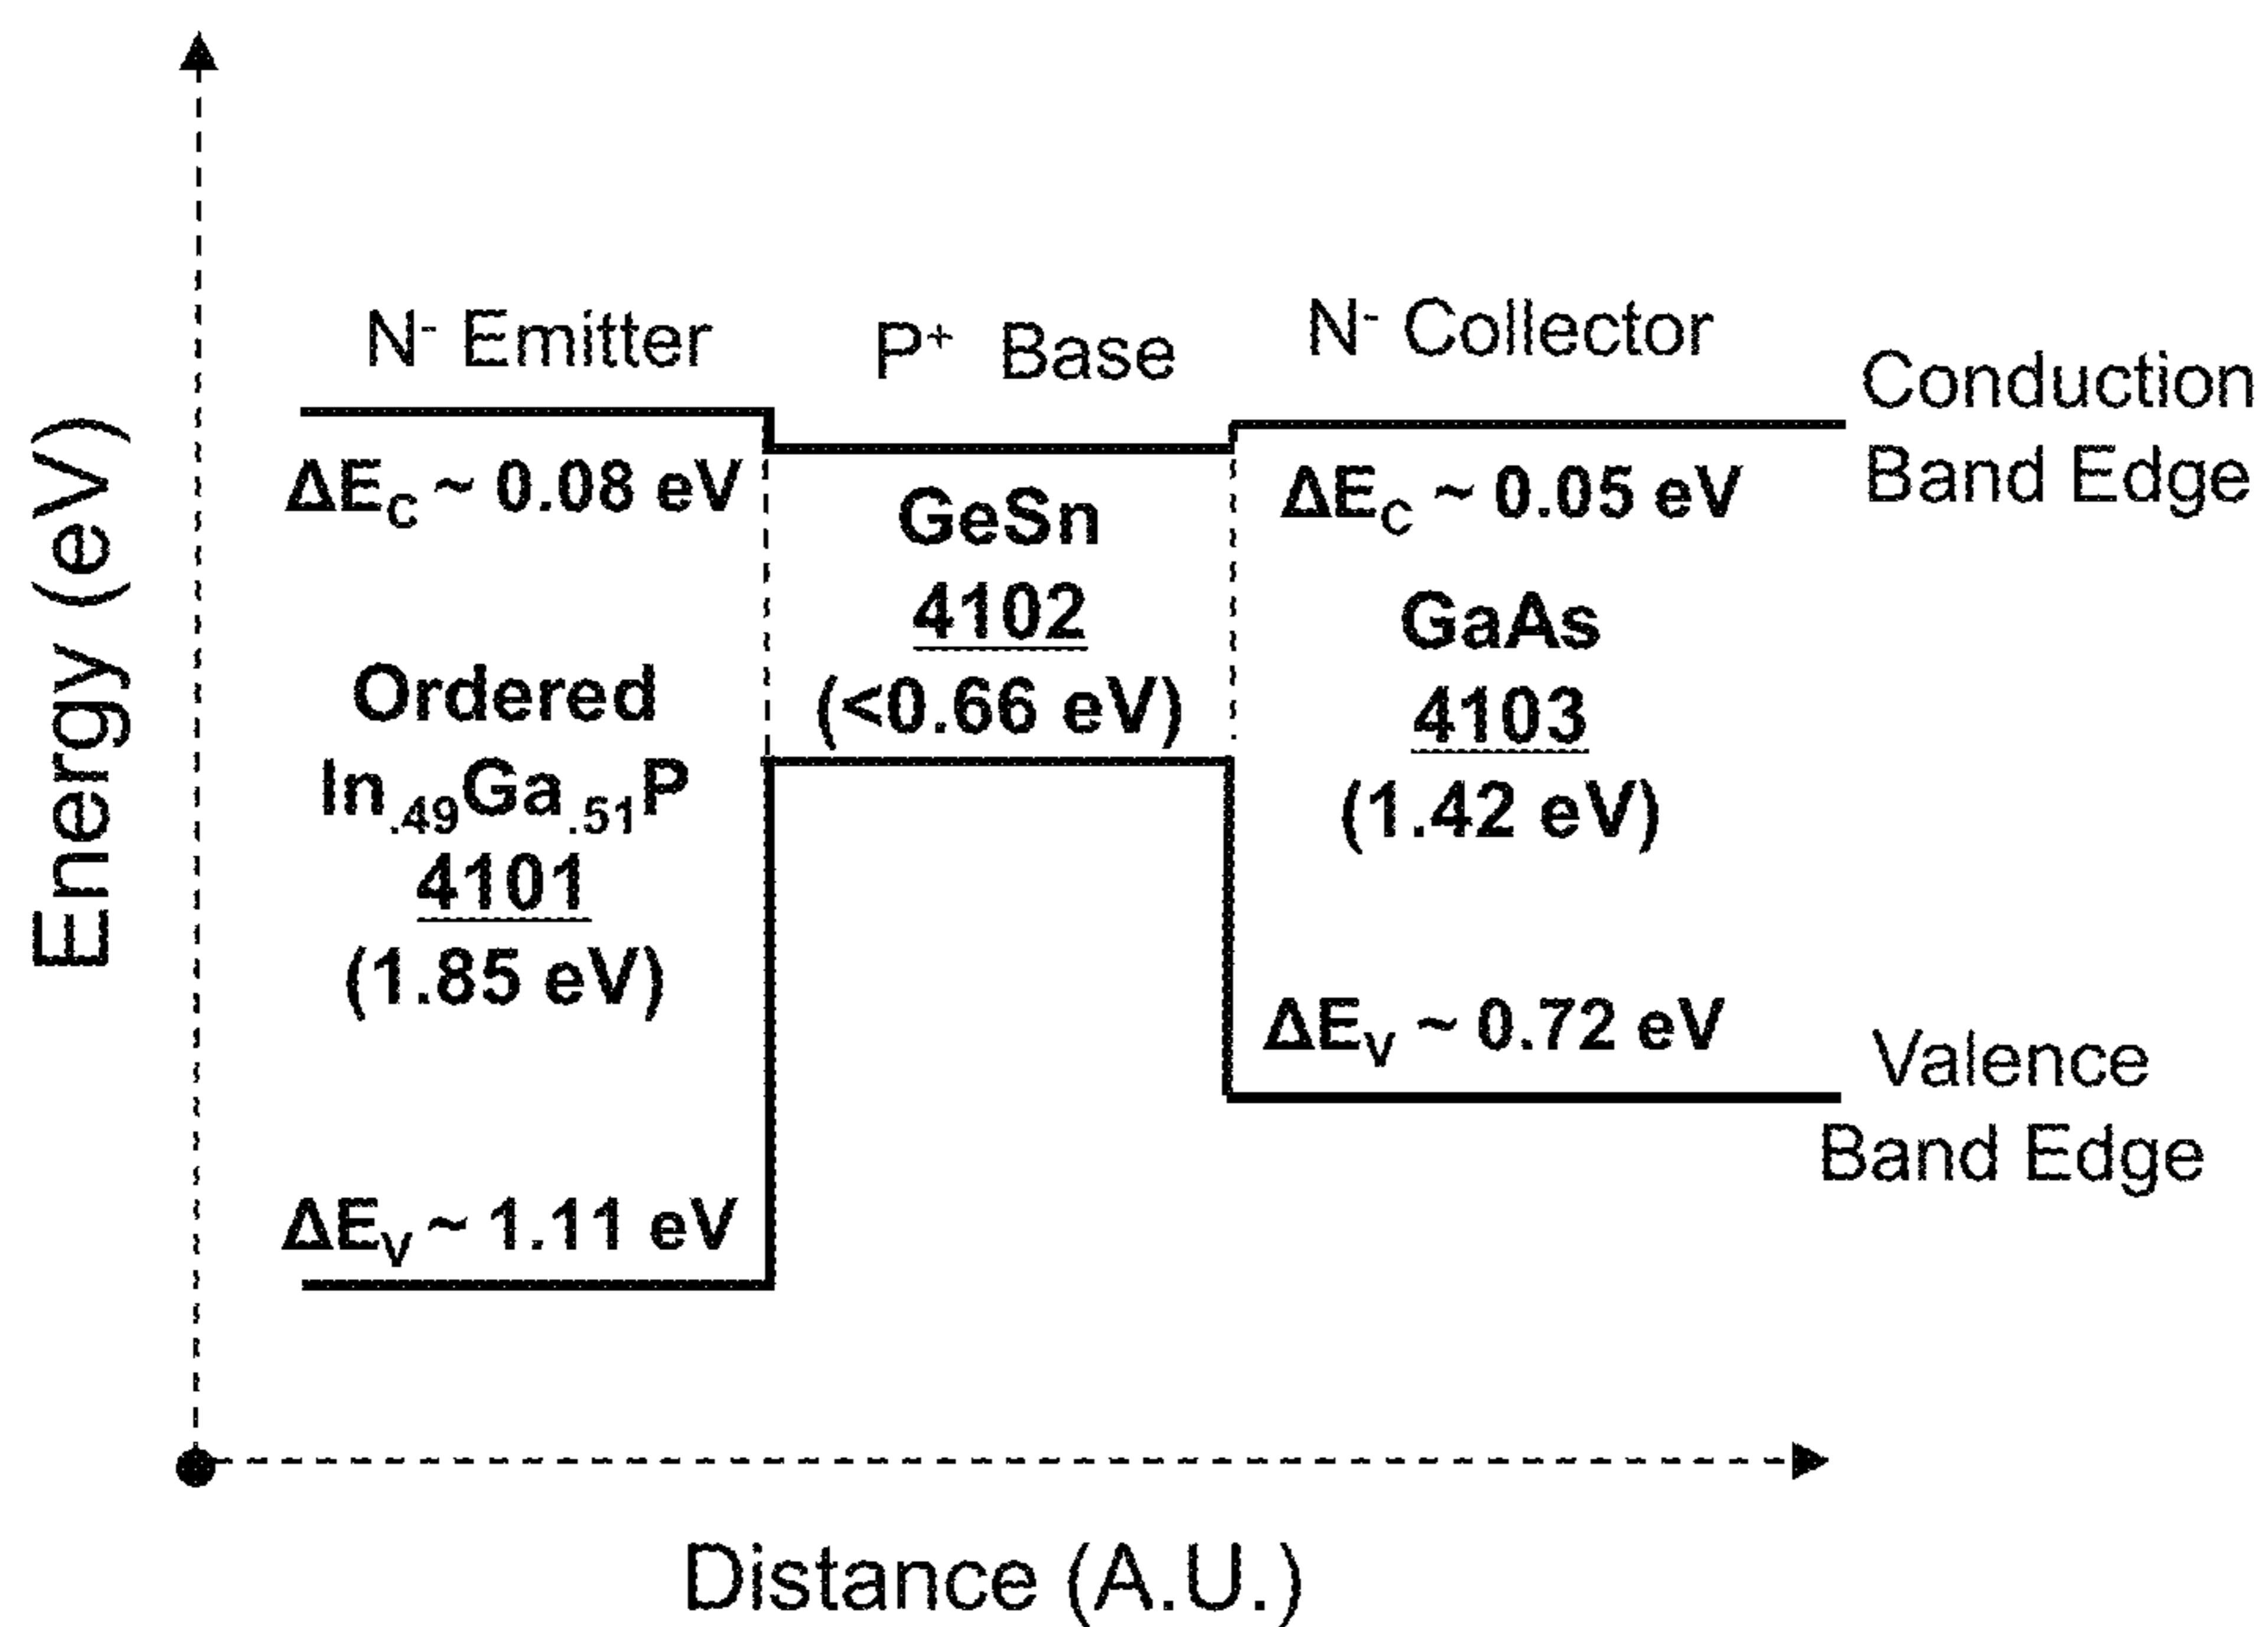 Energy (eV)
N⁻ Emitter
P⁺ Base
N⁻ Collector
Conduction
Band Edge
ΔE_C ~ 0.08 eV
Ordered
In.₄₉Ga.₅₁P
4101
(1.85 eV)
ΔE_V ~ 1.11 eV
GeSn
4102
(<0.66 eV)
ΔE_C ~ 0.05 eV
GaAs
4103
(1.42 eV)
ΔE_V ~ 0.72 eV
Valence
Band Edge
Distance (A.U.)